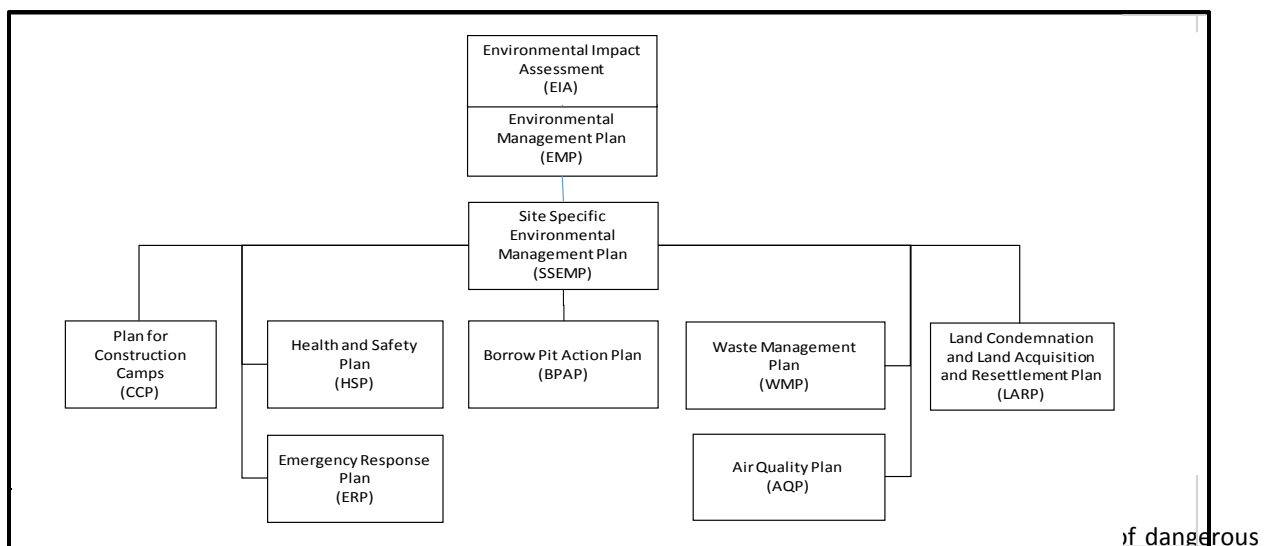 Environmental Impact
Assessment
(EIA)
Environmental
Management Plan
(EMP)
Site Specific
Environmental
Management Plan
(SSEMP)
Plan for
Construction
Camps
(CCP)
Health and Safety
Plan
(HSP)
Borrow Pit Action Plan
(BPAP)
Waste Management
Plan
(WMP)
Land Condemnation
and Land Acquisition
and Resettlement Plan
(LARP)
Emergency Response
Plan
(ERP)
Air Quality Plan
(AQP)
of dangerous